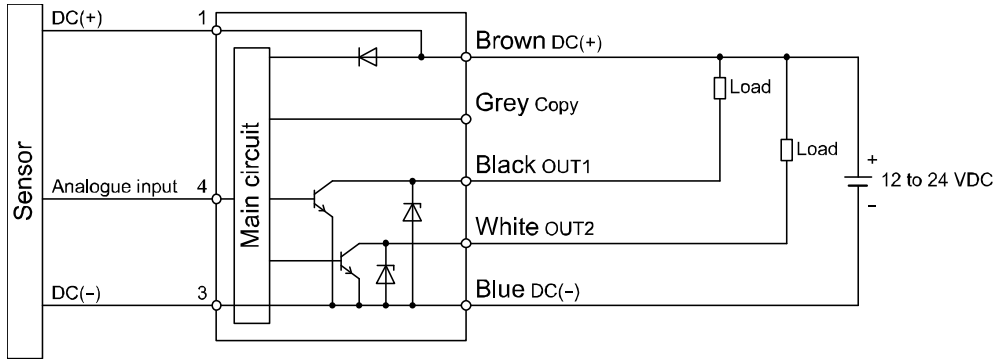 DC(+) 1
Brown DC(+)
Load
Grey Copy
Load
Black OUT1
+
12 to 24 VDC
−
Analogue input 4
Sensor
Main circuit
White OUT2
DC(−) 3
Blue DC(−)